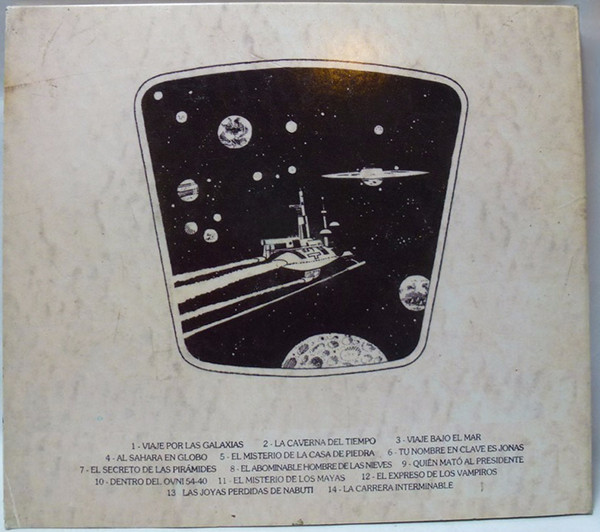 1 - VIAJE POR LAS GALAXIAS 2 - LA CAVERNA DEL TIEMPO 3 - VIAJE BAJO EL MAR
4 - AL SAHARA EN GLOBO 5 - EL MISTERIO DE LA CASA DE PIEDRA 6 - TU NOMBRE EN CLAVE ES JONAS
7 - EL SECRETO DE LAS PIRÁMIDES 8 - EL ABOMINABLE HOMBRE DE LAS NIEVES 9 - QUIÉN MATÓ AL PRESIDENTE
10 - DENTRO DEL OVNI 54-40 11 - EL MISTERIO DE LOS MAYAS 12 - EL EXPRESO DE LOS VAMPIROS
13 LAS JOYAS PERDIDAS DE NABUTI 14 - LA CARRERA INTERMINABLE